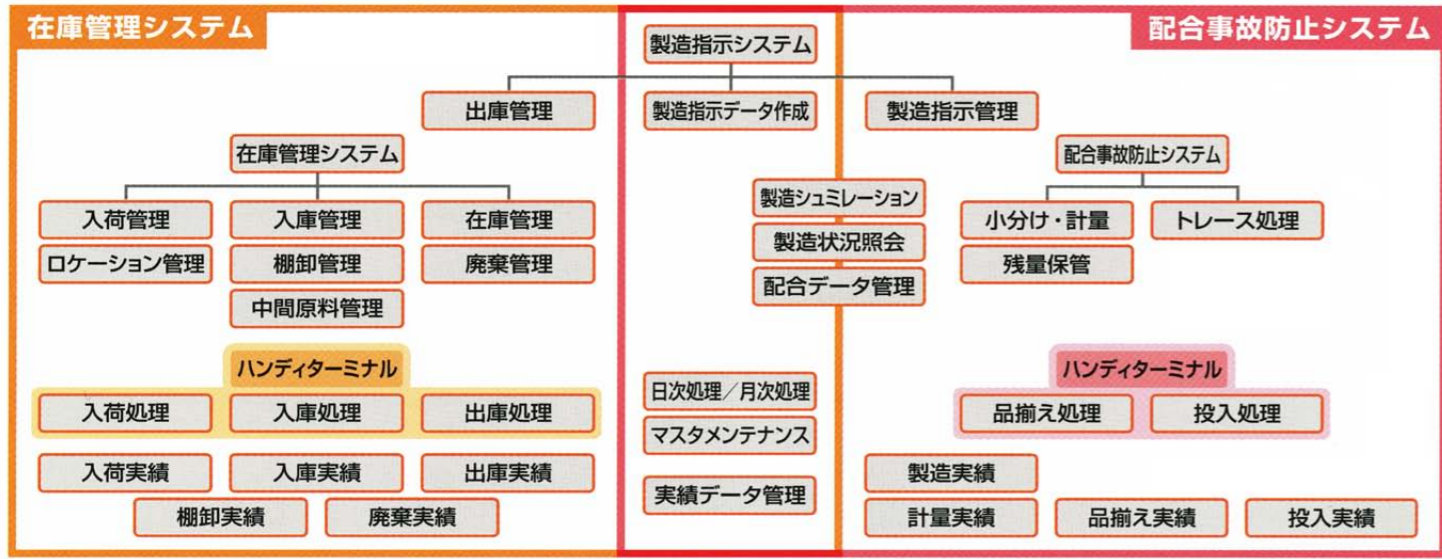 在庫管理システム
配合事故防止システム
製造指示システム
出庫管理
製造指示データ作成
製造指示管理
在庫管理システム
配合事故防止システム
入荷管理
入庫管理
在庫管理
製造シュミレーション
小分け・計量
トレース処理
ロケーション管理
棚卸管理
廃棄管理
製造状況照会
残量保管
中間原料管理
配合データ管理
ハンディターミナル
ハンディターミナル
入荷処理
入庫処理
出庫処理
日次処理／月次処理
マスタメンテナンス
品揃え処理
投入処理
入荷実績
入庫実績
出庫実績
実績データ管理
製造実績
棚卸実績
廃棄実績
計量実績
品揃え実績
投入実績